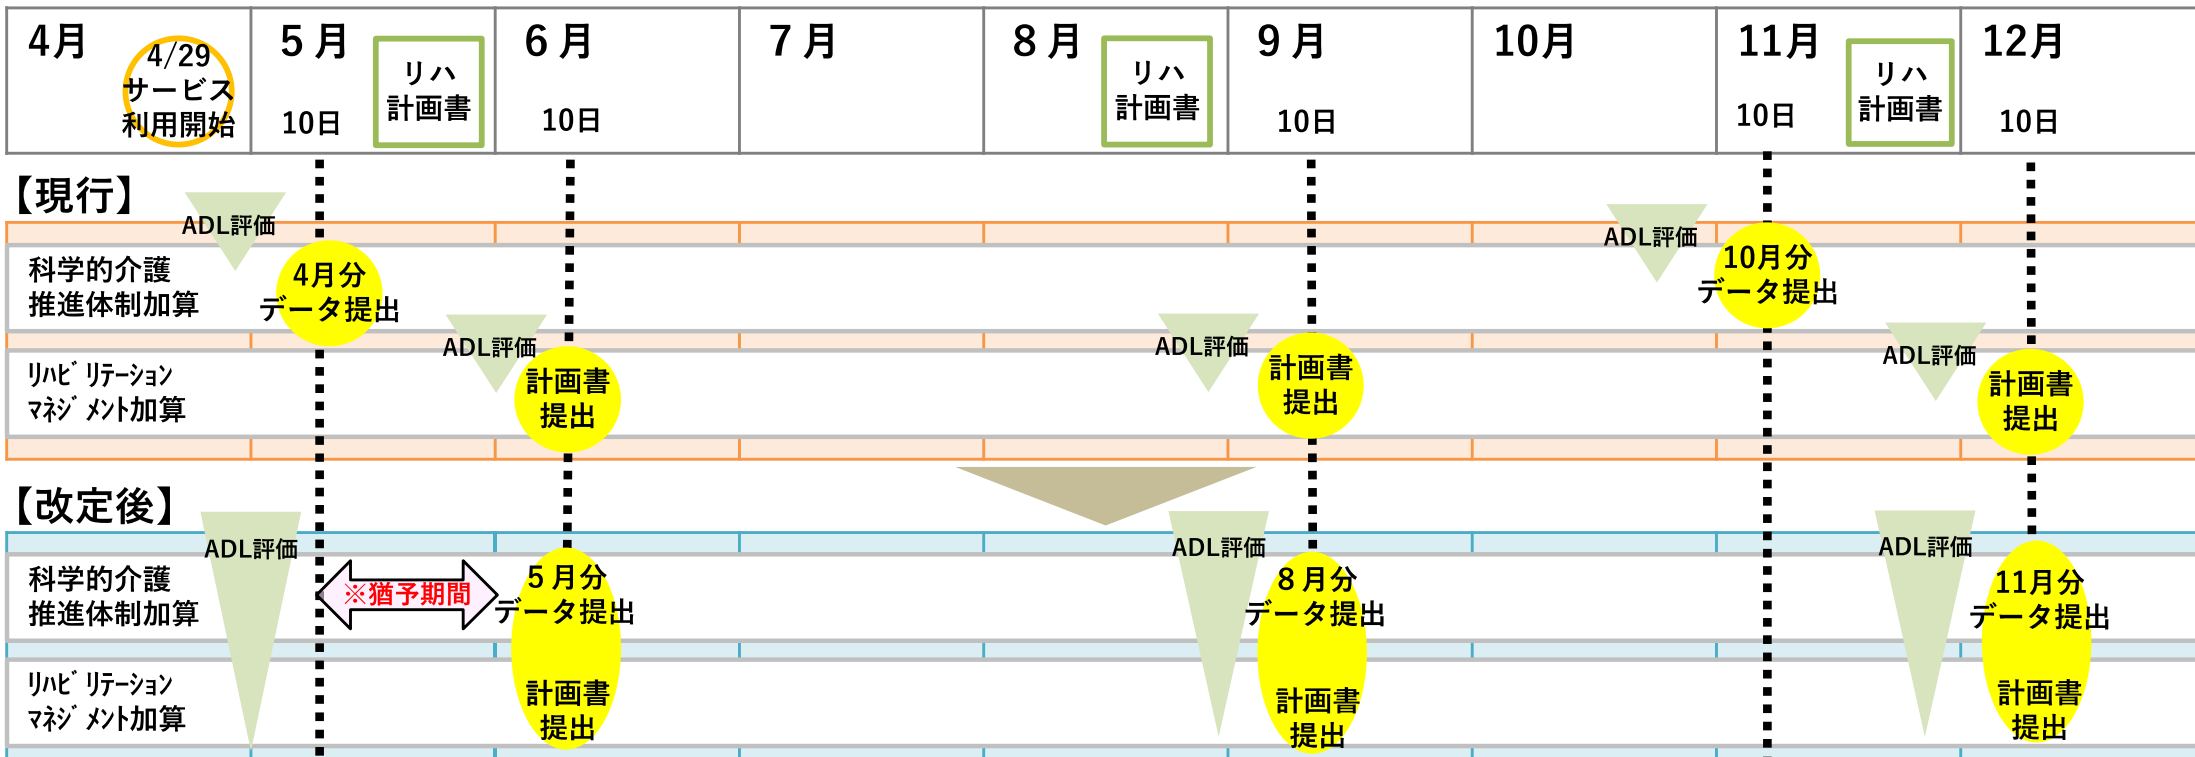 4月
4/29
サービス
利用開始
5月
10日
リハ
計画書
6月
10日
7月
8月
リハ
計画書
9月
10日
10月
11月
10日
リハ
計画書
12月
10日
【現行】
ADL評価
ADL評価
科学的介護
推進体制加算
4月分
データ提出
10月分
データ提出
ADL評価
ADL評価
ADL評価
ﾘﾊﾋﾞﾘﾃｰｼｮﾝ
ﾏﾈｼﾞﾒﾝﾄ加算
計画書
提出
計画書
提出
計画書
提出
【改定後】
ADL評価
ADL評価
ADL評価
科学的介護
推進体制加算
※猶予期間
5月分
データ提出
8月分
データ提出
11月分
データ提出
ﾘﾊﾋﾞﾘﾃｰｼｮﾝ
ﾏﾈｼﾞﾒﾝﾄ加算
計画書
提出
計画書
提出
計画書
提出